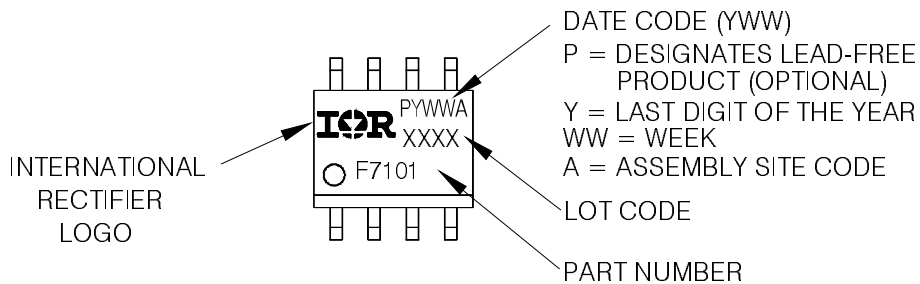 DATE CODE (YWW)
P = DESIGNATES LEAD-FREE
PRODUCT (OPTIONAL)
Y = LAST DIGIT OF THE YEAR
WW = WEEK
A = ASSEMBLY SITE CODE
PYWWA
IOR
XXXX
F7101
INTERNATIONAL
RECTIFIER
LOGO
LOT CODE
PART NUMBER